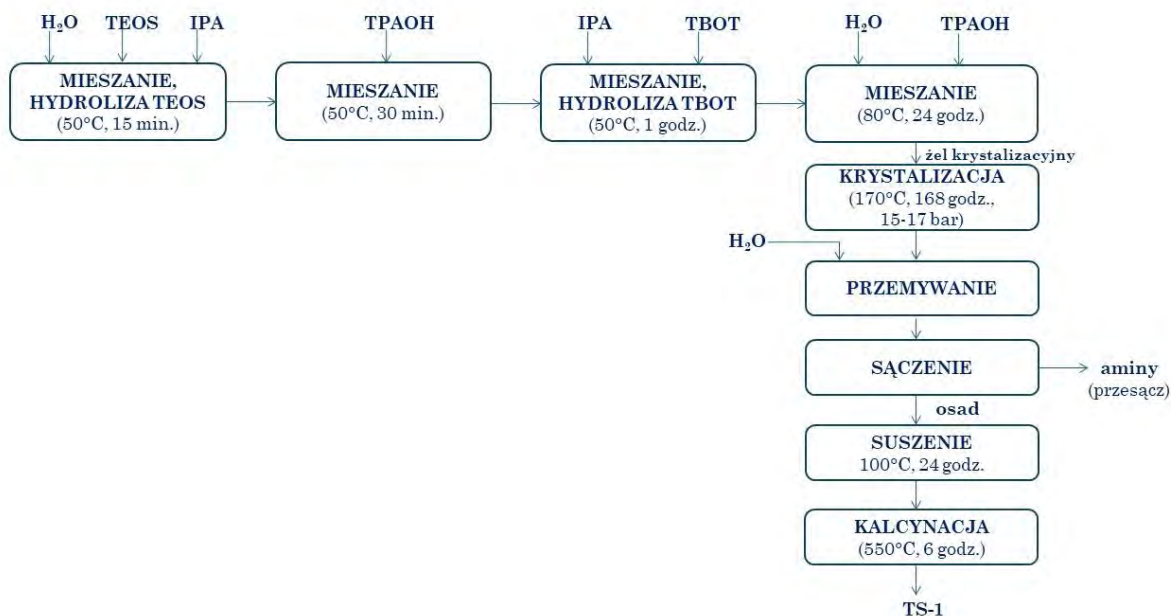 H₂O TEOS IPA
MIESZANIE,
HYDROLIZA TEOS
(50°C, 15 min.)
TPAOH
MIESZANIE
(50°C, 30 min.)
IPA TBOT
MIESZANIE,
HYDROLIZA TBOT
(50°C, 1 godz.)
H₂O TPAOH
MIESZANIE
(80°C, 24 godz.)
żel krystalizacyjny
KRYSTALIZACJA
(170°C, 168 godz.,
15-17 bar)
H₂O
PRZEMYWANIE
SĄCZENIE
aminy
(przesącz)
osad
SUSZENIE
100°C, 24 godz.
KALCYNACJA
(550°C, 6 godz.)
TS-1